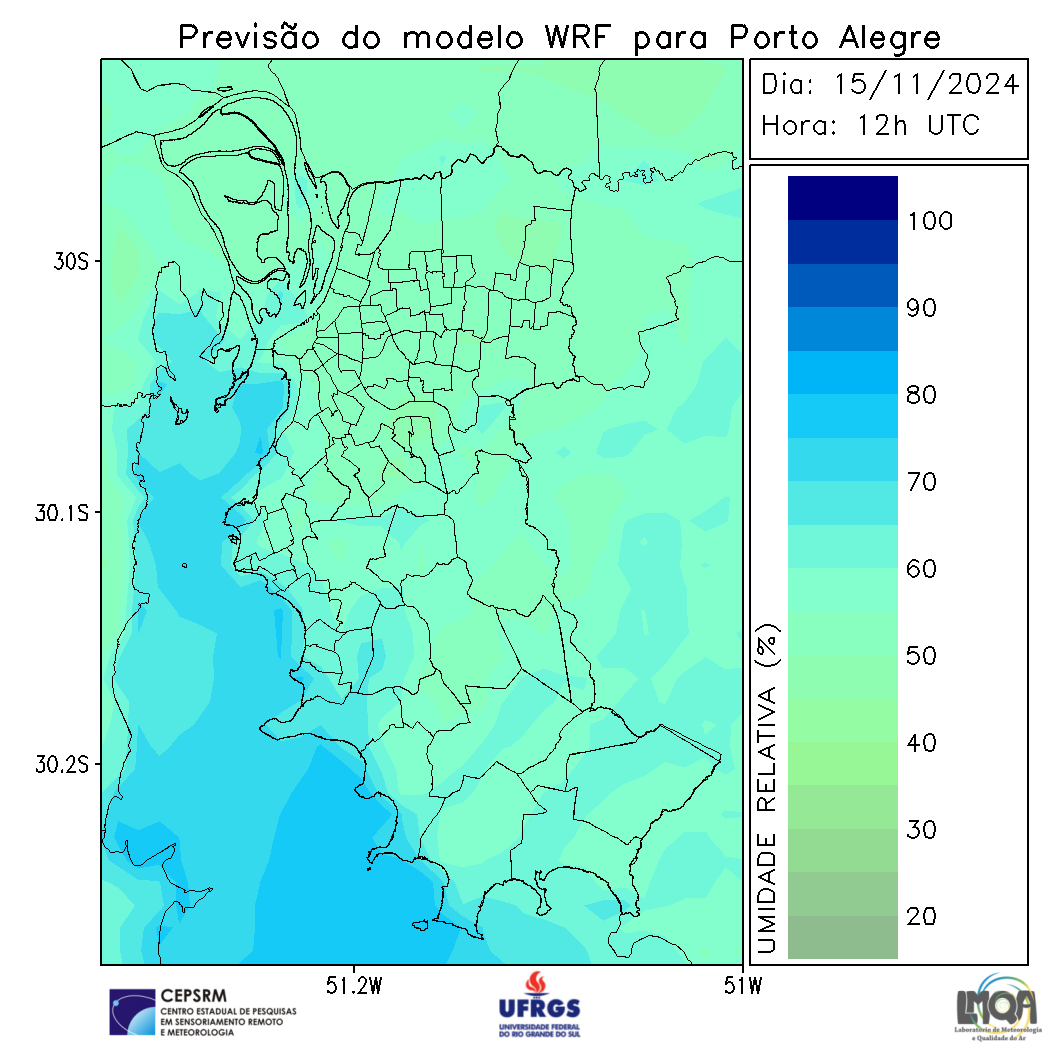 Previsão do modelo WRF para Porto Alegre
Dia: 15/11/2024
Hora: 12h UTC
30S
30.1S
30.2S
51.2W
51W
UMIDADE RELATIVA (%)
100
90
80
70
60
50
40
30
20
CEPSRM
CENTRO ESTADUAL DE PESQUISAS
EM SENSORIAMENTO REMOTO
E METEOROLOGIA
UFRGS
UNIVERSIDADE FEDERAL
DO RIO GRANDE DO SUL
LMQA
Laboratório de Meteorologia
e Qualidade do Ar